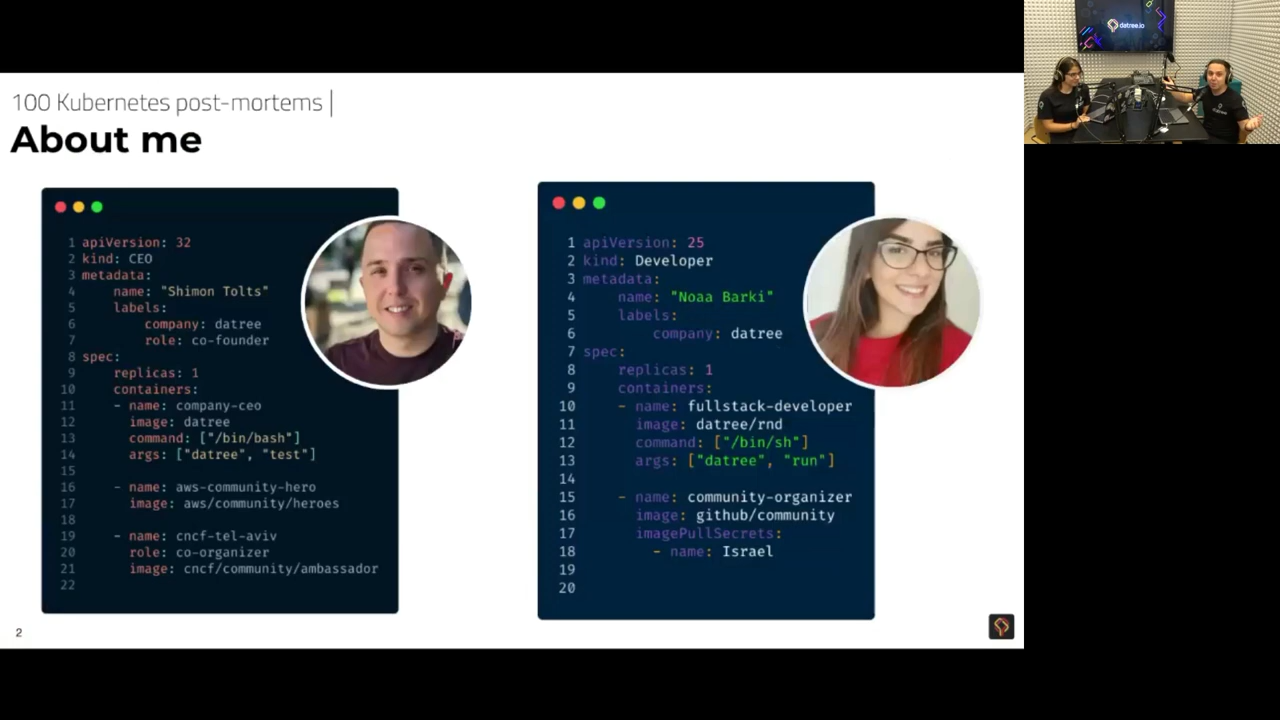 100 Kubernetes post-mortems |
About me
1 apiVersion: 32
2 kind: CEO
3 metadata:
4     name: "Shimon Tolts"
5     labels:
6         company: datree
7         role: co-founder
8 spec:
9     replicas: 1
10     containers:
11     - name: company-ceo
12       image: datree
13       command: ["/bin/bash"]
14       args: ["datree", "test"]
15
16     - name: aws-community-hero
17       image: aws/community/heroes
18
19     - name: cncf-tel-aviv
20       role: co-organizer
21       image: cncf/community/ambassador
22
1 apiVersion: 25
2 kind: Developer
3 metadata:
4     name: "Noaa Barki"
5     labels:
6         company: datree
7 spec:
8     replicas: 1
9     containers:
10     - name: fullstack-developer
11       image: datree/rnd
12       command: ["/bin/sh"]
13       args: ["datree", "run"]
14
15     - name: community-organizer
16       image: github/community
17       imagePullSecrets:
18         - name: Israel
19
20
2
datree.io